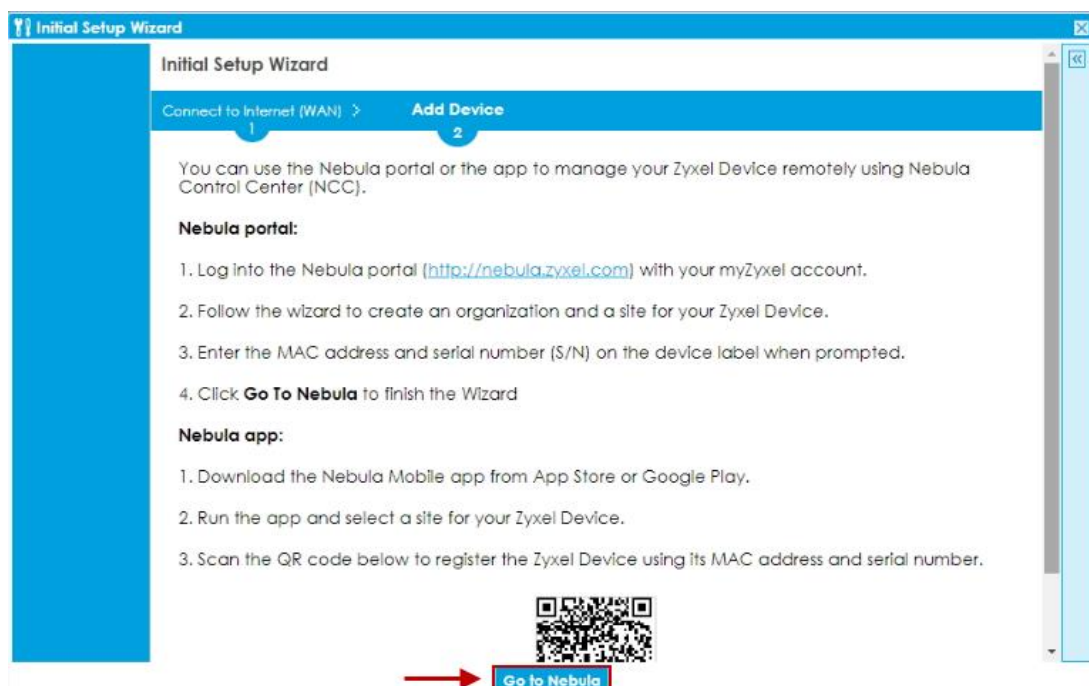 Initial Setup Wizard
Initial Setup Wizard
Connect to Internet (WAN) > Add Device
1 2
You can use the Nebula portal or the app to manage your Zyxel Device remotely using Nebula
Control Center (NCC).
Nebula portal:
1. Log into the Nebula portal (http://nebula.zyxel.com) with your myZyxel account.
2. Follow the wizard to create an organization and a site for your Zyxel Device.
3. Enter the MAC address and serial number (S/N) on the device label when prompted.
4. Click Go To Nebula to finish the Wizard
Nebula app:
1. Download the Nebula Mobile app from App Store or Google Play.
2. Run the app and select a site for your Zyxel Device.
3. Scan the QR code below to register the Zyxel Device using its MAC address and serial number.
Go to Nebula